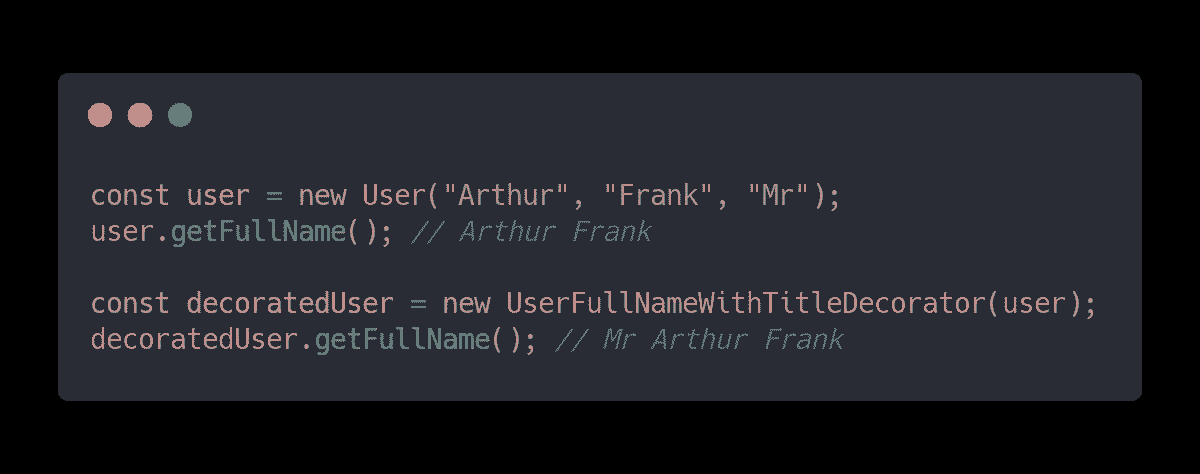 const user = new User("Arthur", "Frank", "Mr");
user.getFullName(); // Arthur Frank
const decoratedUser = new UserFullNameWithTitleDecorator(user);
decoratedUser.getFullName(); // Mr Arthur Frank